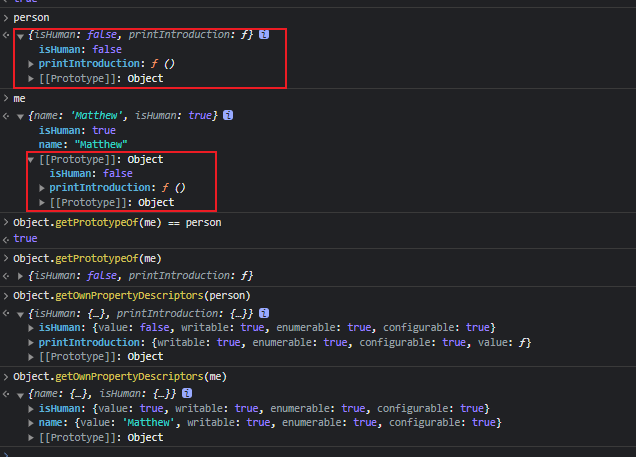 true
person
{isHuman: false, printIntroduction: ƒ} i
isHuman: false
printIntroduction: ƒ ()
[[Prototype]]: Object
me
{name: 'Matthew', isHuman: true} i
isHuman: true
name: "Matthew"
[[Prototype]]: Object
isHuman: false
printIntroduction: ƒ ()
[[Prototype]]: Object
Object.getPrototypeOf(me) == person
true
Object.getPrototypeOf(me)
{isHuman: false, printIntroduction: ƒ}
Object.getOwnPropertyDescriptors(person)
{isHuman: {…}, printIntroduction: {…}} i
isHuman: {value: false, writable: true, enumerable: true, configurable: true}
printIntroduction: {writable: true, enumerable: true, configurable: true, value: ƒ}
[[Prototype]]: Object
Object.getOwnPropertyDescriptors(me)
{name: {…}, isHuman: {…}} i
isHuman: {value: true, writable: true, enumerable: true, configurable: true}
name: {value: 'Matthew', writable: true, enumerable: true, configurable: true}
[[Prototype]]: Object